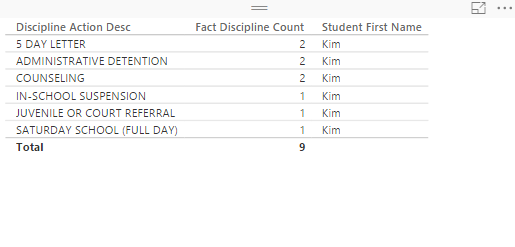 Discipline Action Desc Fact Discipline Count Student First Name
5 DAY LETTER 2 Kim
ADMINISTRATIVE DETENTION 2 Kim
COUNSELING 2 Kim
IN-SCHOOL SUSPENSION 1 Kim
JUVENILE OR COURT REFERRAL 1 Kim
SATURDAY SCHOOL (FULL DAY) 1 Kim
Total 9